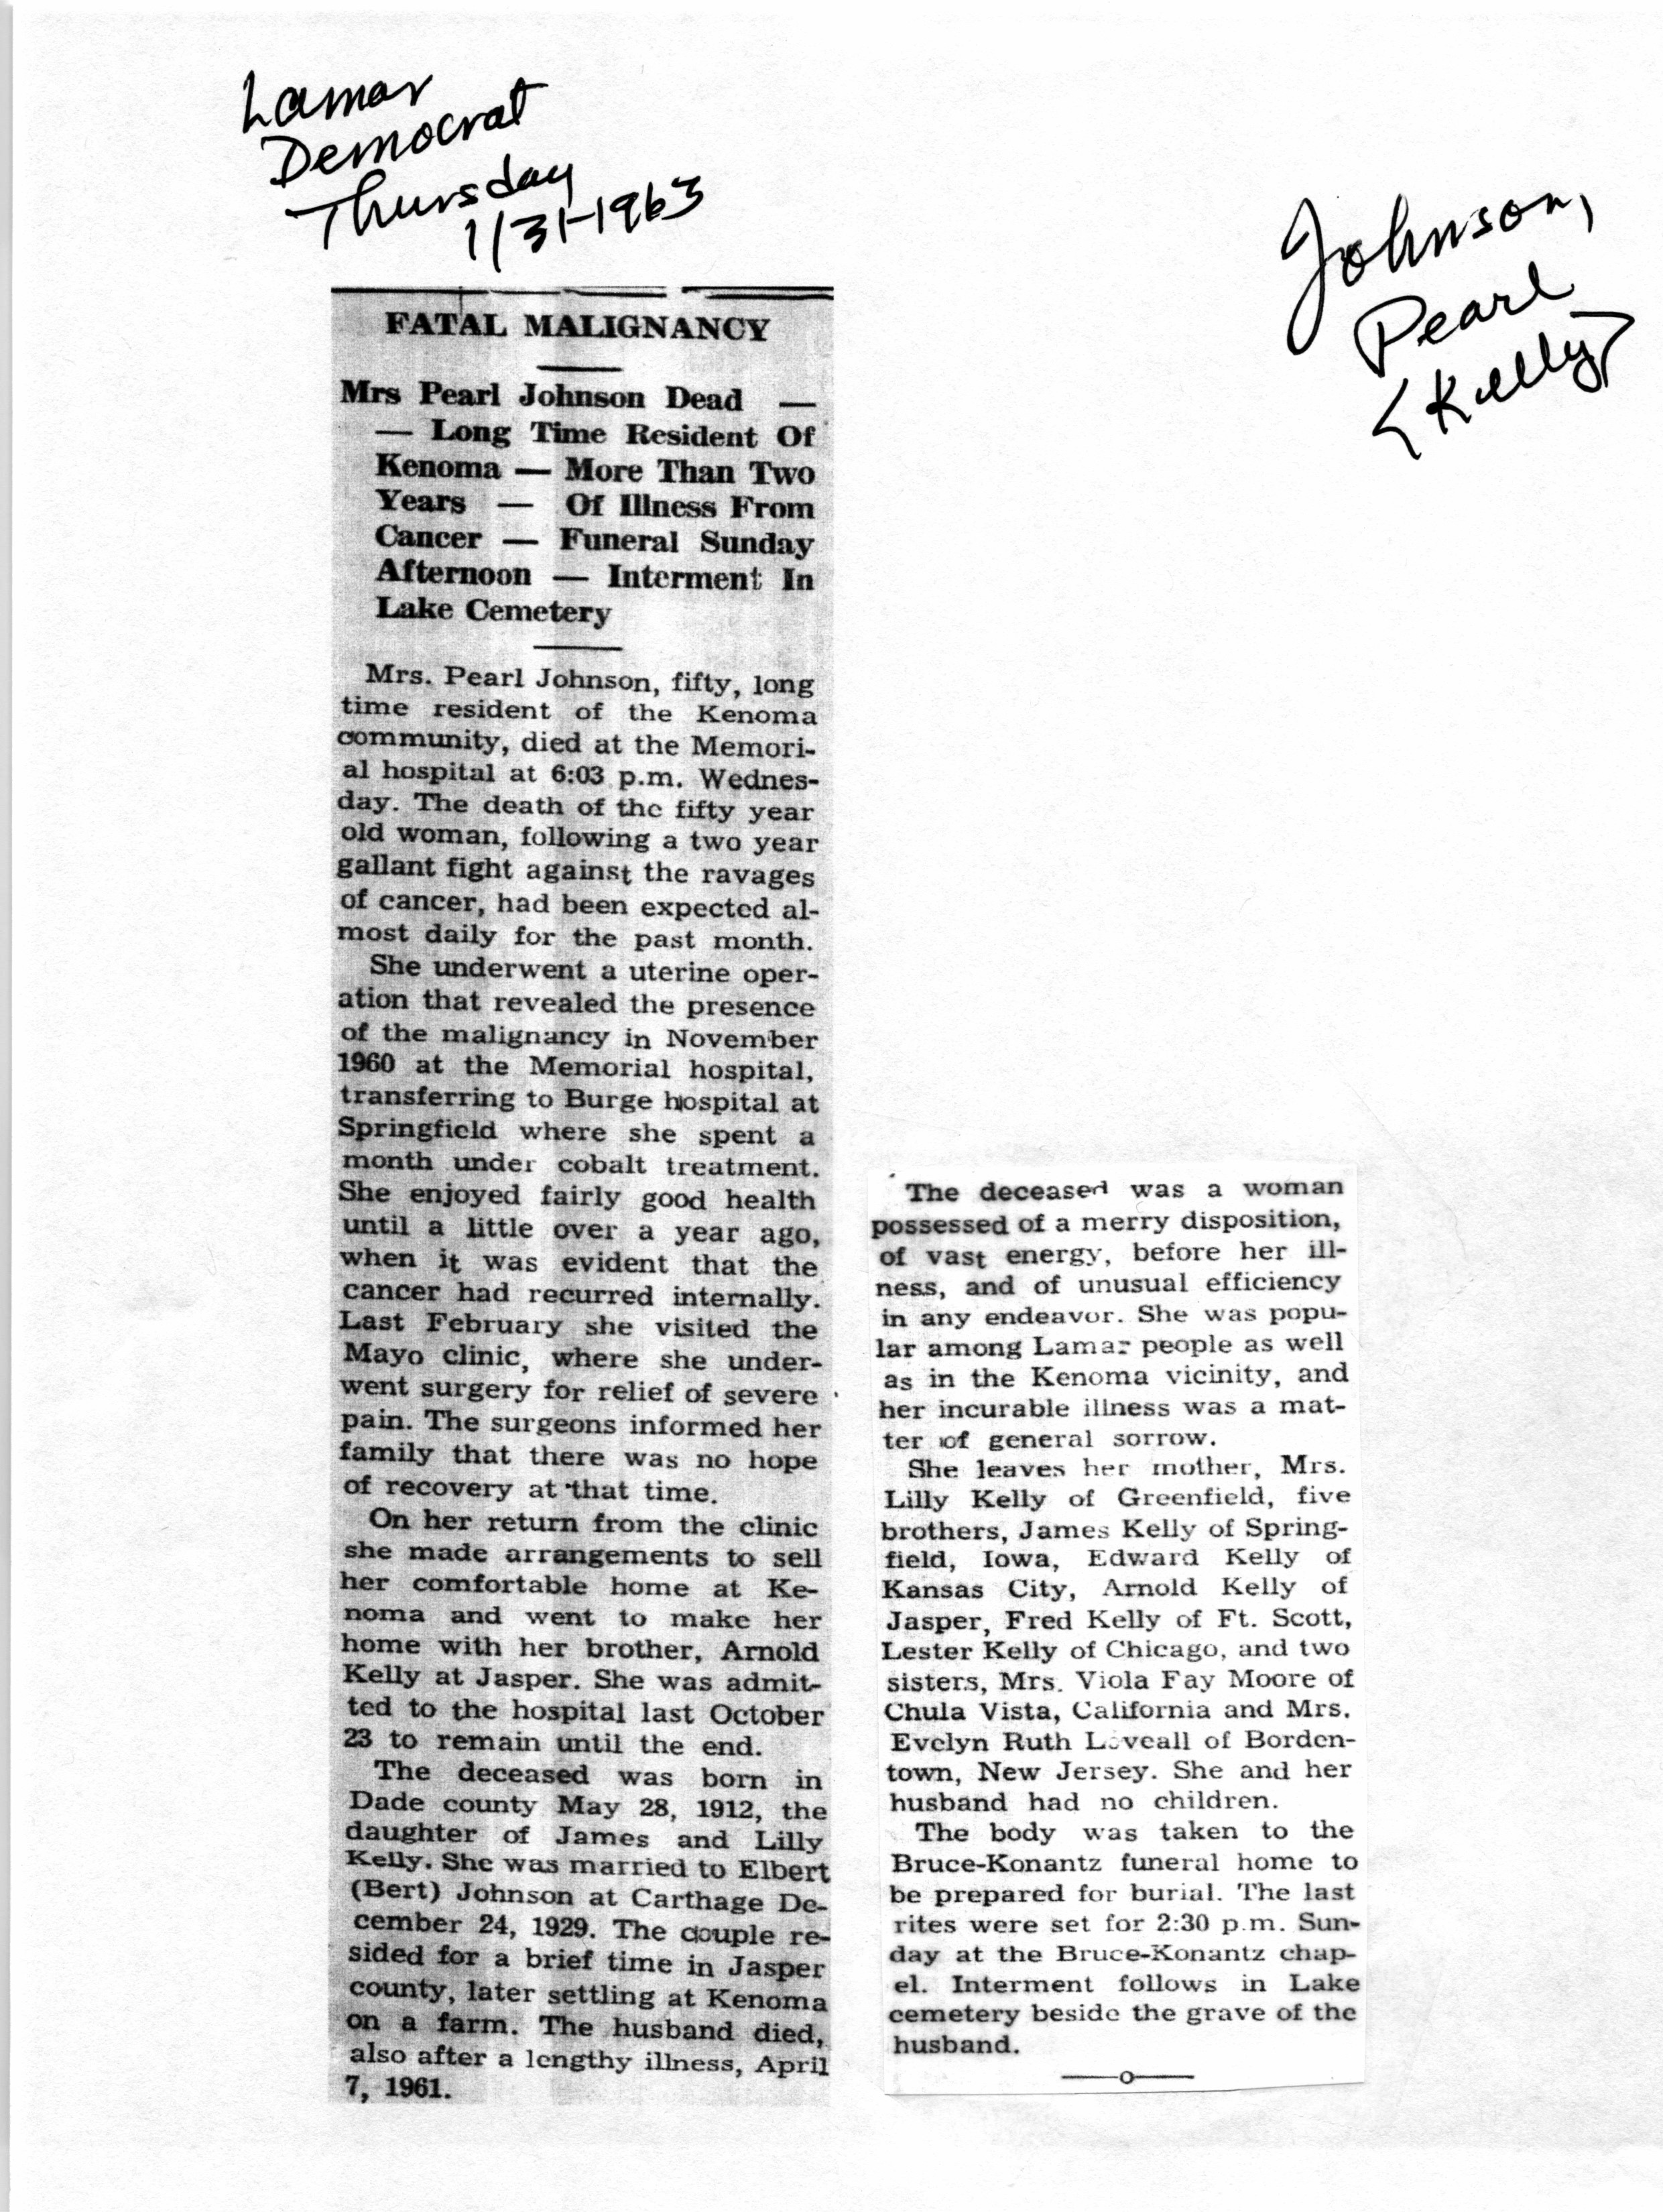 Lamar
Democrat
Thursday
1/31-1963
Johnson,
Pearl
<Kelly>
FATAL MALIGNANCY
Mrs Pearl Johnson Dead —
— Long Time Resident Of
Kenoma — More Than Two
Years — Of Illness From
Cancer — Funeral Sunday
Afternoon — Interment In
Lake Cemetery
Mrs. Pearl Johnson, fifty, long
time resident of the Kenoma
community, died at the Memori-
al hospital at 6:03 p.m. Wednes-
day. The death of the fifty year
old woman, following a two year
gallant fight against the ravages
of cancer, had been expected al-
most daily for the past month.
She underwent a uterine oper-
ation that revealed the presence
of the malignancy in November
1960 at the Memorial hospital,
transferring to Burge hospital at
Springfield where she spent a
month under cobalt treatment.
She enjoyed fairly good health
until a little over a year ago,
when it was evident that the
cancer had recurred internally.
Last February she visited the
Mayo clinic, where she under-
went surgery for relief of severe
pain. The surgeons informed her
family that there was no hope
of recovery at that time.
On her return from the clinic
she made arrangements to sell
her comfortable home at Ke-
noma and went to make her
home with her brother, Arnold
Kelly at Jasper. She was admit-
ted to the hospital last October
23 to remain until the end.
The deceased was born in
Dade county May 28, 1912, the
daughter of James and Lilly
Kelly. She was married to Elbert
(Bert) Johnson at Carthage De-
cember 24, 1929. The couple re-
sided for a brief time in Jasper
county, later settling at Kenoma
on a farm. The husband died,
also after a lengthy illness, April
7, 1961.
The deceased was a woman
possessed of a merry disposition,
of vast energy, before her ill-
ness, and of unusual efficiency
in any endeavor. She was popu-
lar among Lamar people as well
as in the Kenoma vicinity, and
her incurable illness was a mat-
ter of general sorrow.
She leaves her mother, Mrs.
Lilly Kelly of Greenfield, five
brothers, James Kelly of Spring-
field, Iowa, Edward Kelly of
Kansas City, Arnold Kelly of
Jasper, Fred Kelly of Ft. Scott,
Lester Kelly of Chicago, and two
sisters, Mrs. Viola Fay Moore of
Chula Vista, California and Mrs.
Evelyn Ruth Loveall of Borden-
town, New Jersey. She and her
husband had no children.
The body was taken to the
Bruce-Konantz funeral home to
be prepared for burial. The last
rites were set for 2:30 p.m. Sun-
day at the Bruce-Konantz chap-
el. Interment follows in Lake
cemetery beside the grave of the
husband.